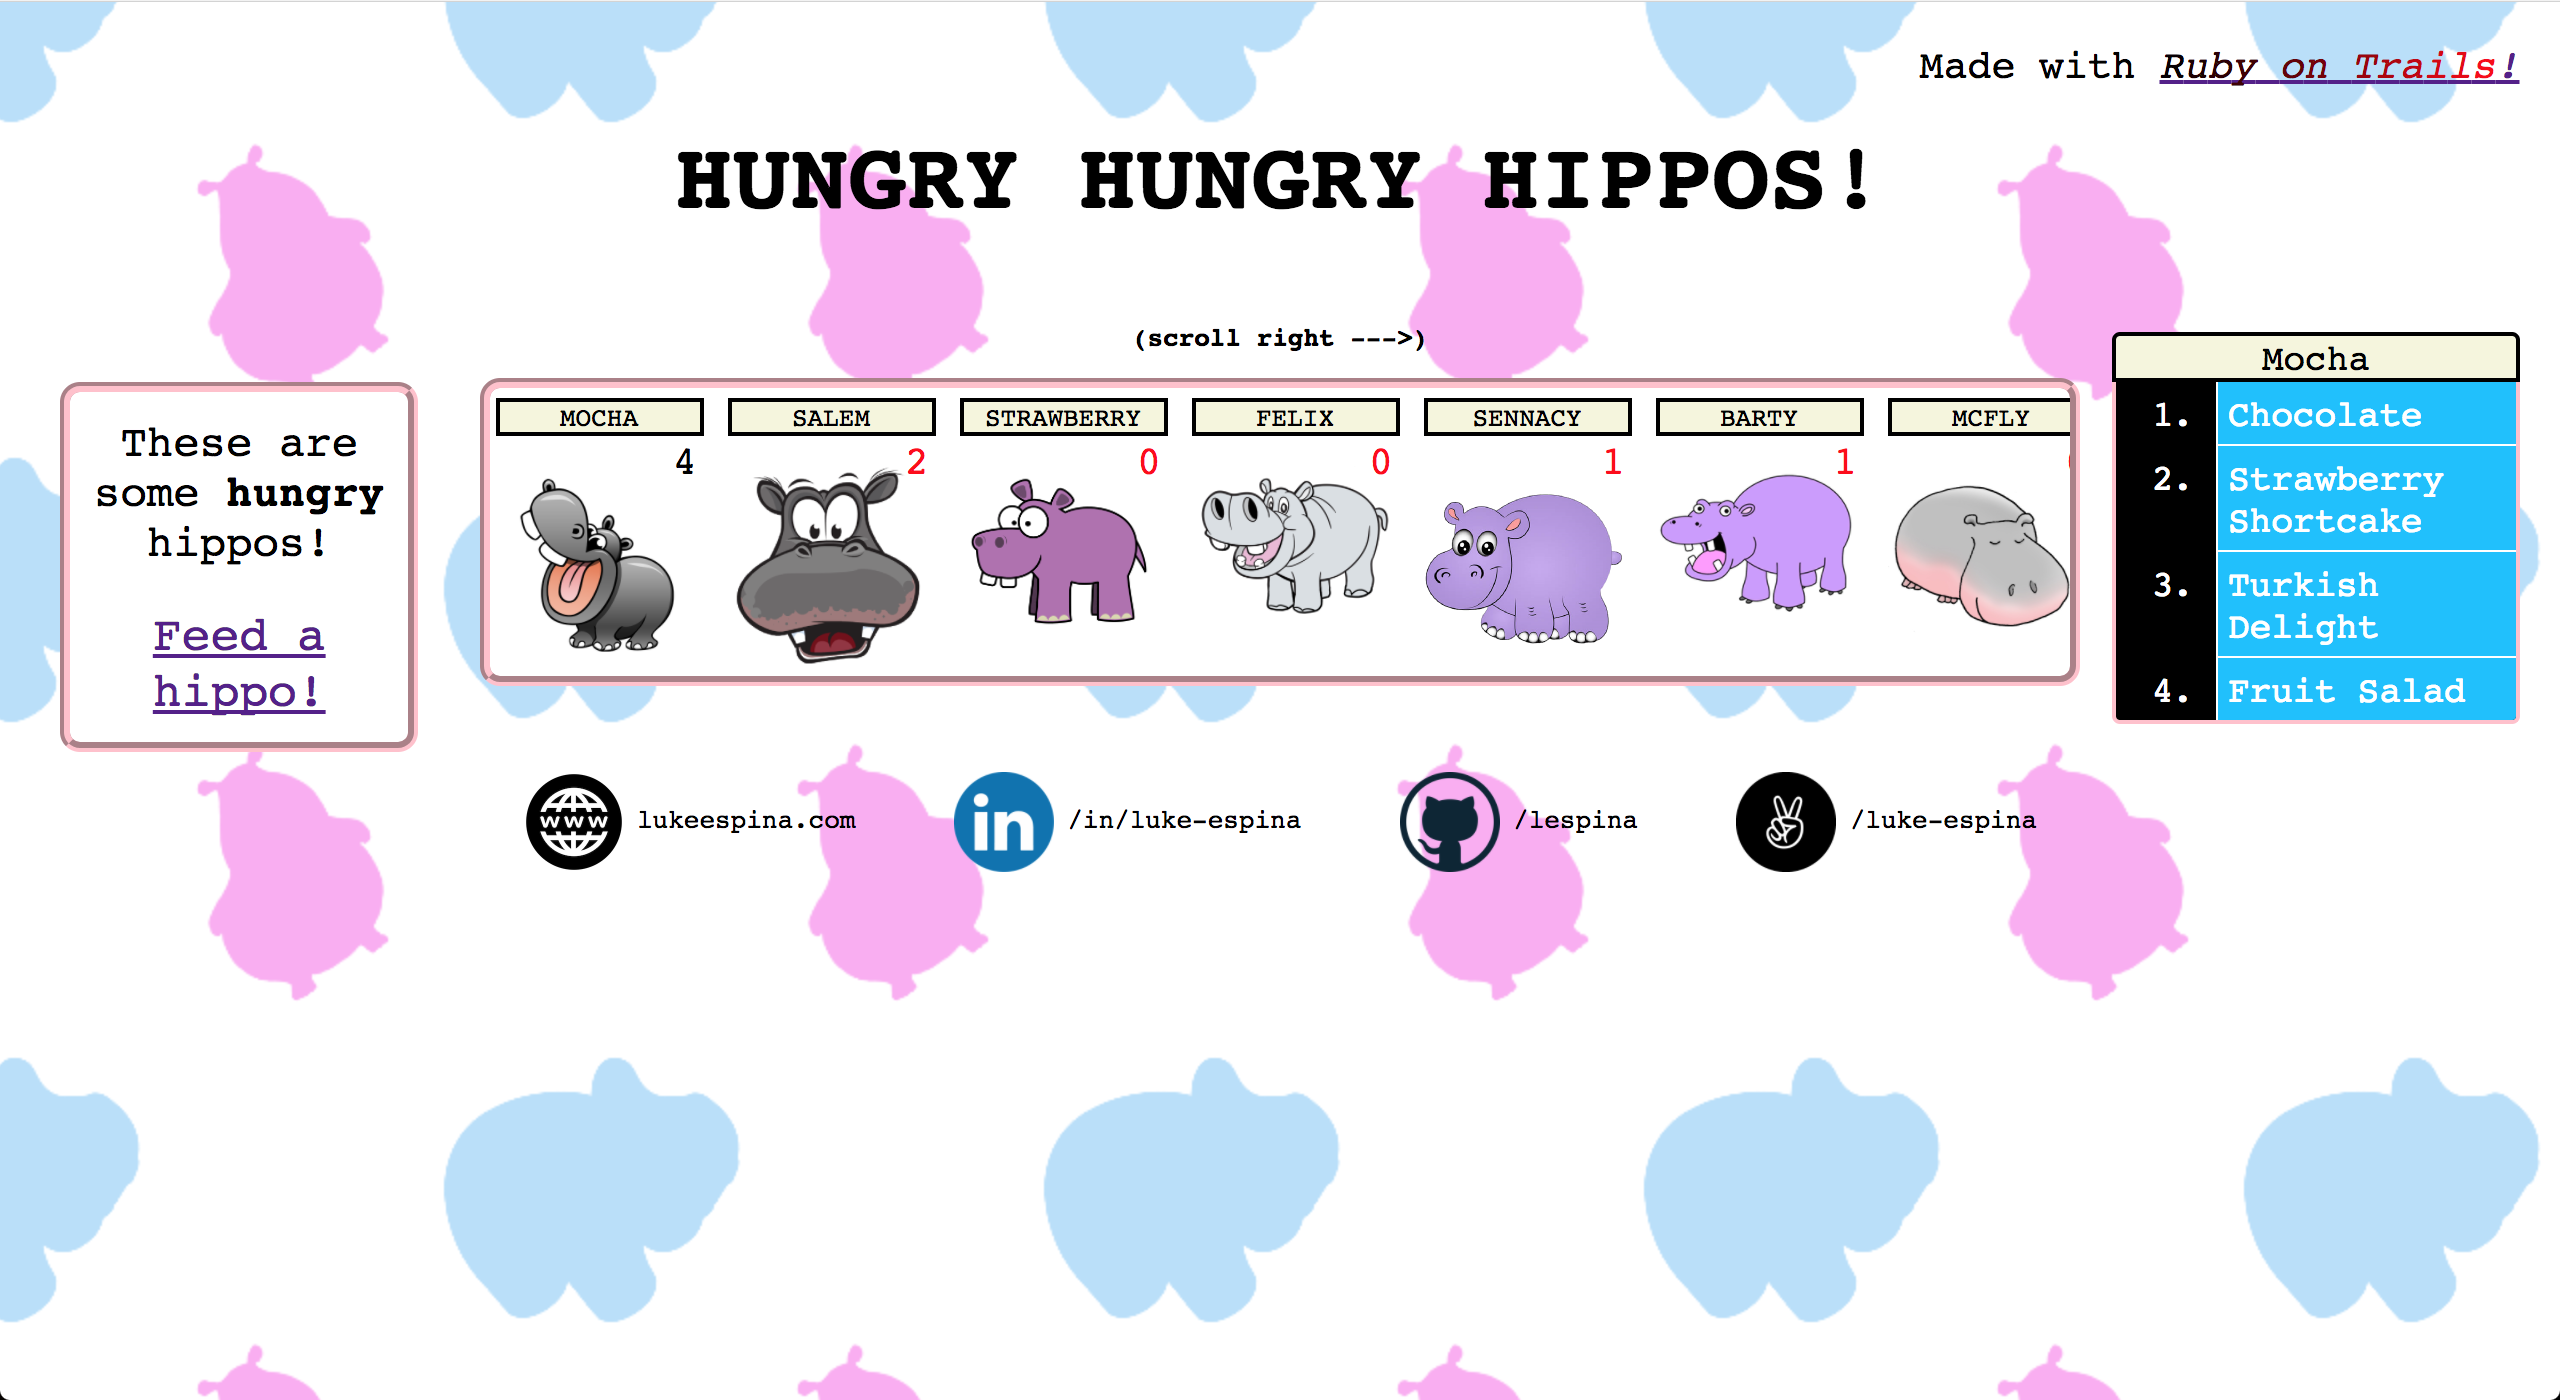 Made with Ruby on Trails!
HUNGRY HUNGRY HIPPOS!
(scroll right --->)
These are
some hungry
hippos!
Feed a
hippo!
MOCHA
4
SALEM
2
STRAWBERRY
0
FELIX
0
SENNACY
1
BARTY
1
MCFLY
Mocha
1. Chocolate
2. Strawberry
Shortcake
3. Turkish
Delight
4. Fruit Salad
www
lukeespina.com
in
/in/luke-espina
/lespina
/luke-espina